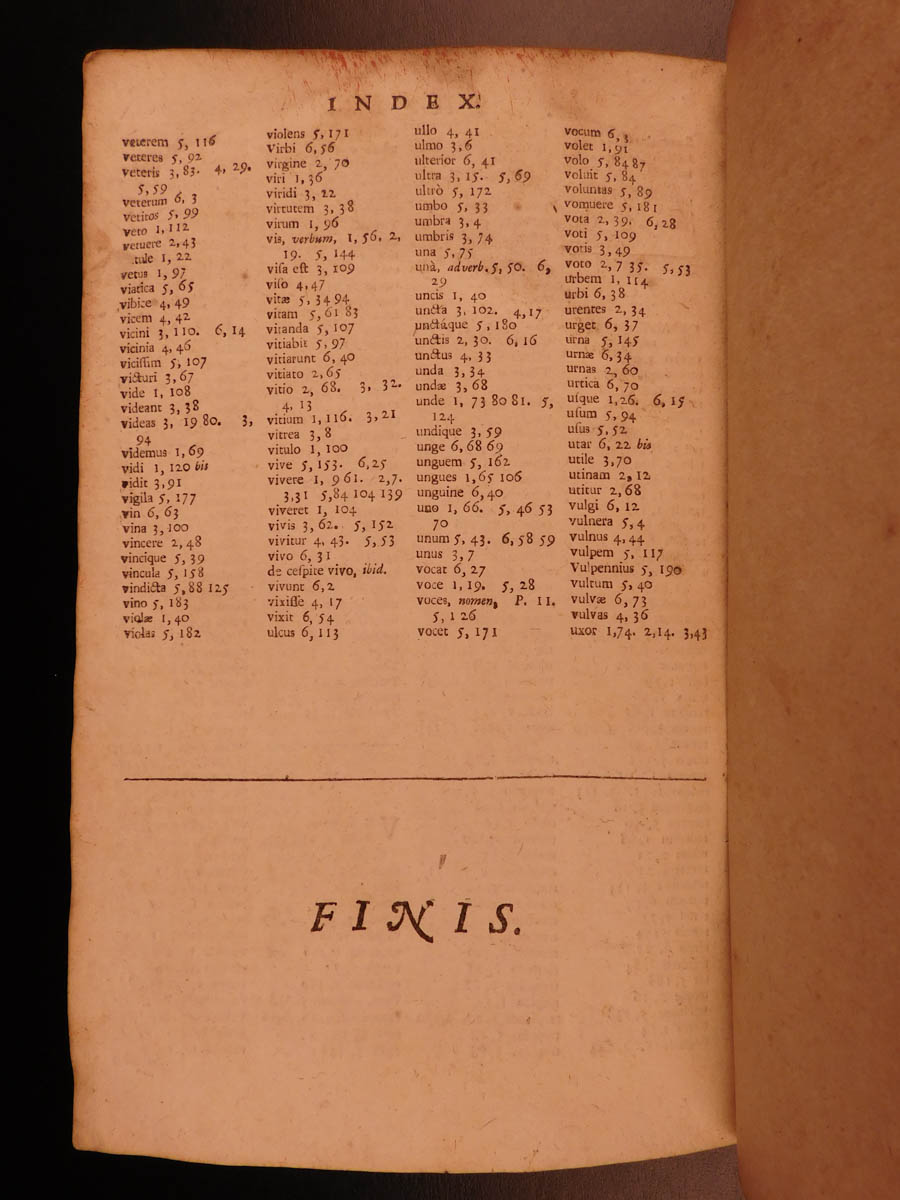 INDEX.
veterem 5, 116
veteres 5, 92
veteris 3, 83. 4, 29.
5, 59
veterum 6, 3
vetitos 5, 99
veto 1, 112
vetuere 2, 43
tule 1, 22
vetus 1, 97
viatica 5, 65
vibice 4, 49
vicem 4, 42
vicini 3, 110. 6, 14
vicinia 4, 46
viciſſim 5, 107
victuri 3, 67
vide 1, 108
videant 3, 38
videas 3, 19 80. 3,
94
videmus 1, 69
vidi 1, 120 bis
vidit 3, 91
vigila 5, 177
vin 6, 63
vina 3, 100
vincere 2, 48
vincique 5, 39
vincula 5, 158
vindicta 5, 88 125
vino 5, 183
violæ 1, 40
violas 5, 182
violens 5, 171
Virbi 6, 56
virgine 2, 70
viri 1, 36
viridi 3, 22
virtutem 3, 38
virum 1, 96
vis, verbum, 1, 56. 2,
19. 5, 144
viſa eſt 3, 109
viſo 4, 47
vitæ 5, 34 94
vitam 5, 61 83
vitanda 5, 107
vitiabit 5, 97
vitiarunt 6, 40
vitiato 2, 65
vitio 2, 68. 3, 32.
4, 13
vitium 1, 116. 3, 21
vitrea 3, 8
vitulo 1, 100
vive 5, 153. 6, 25
vivere 1, 9 61. 2, 7.
3, 31 5, 84 104 139
viveret 1, 104
vivis 3, 62. 5, 152
vivitur 4, 43. 5, 53
vivo 6, 31
de ceſpite vivo, ibid.
vivunt 6, 2
vixiſſe 4, 17
vixit 6, 54
ulcus 6, 113
ullo 4, 41
ulmo 3, 6
ulterior 6, 41
ultra 3, 15. 5, 69
ultrò 5, 172
umbo 5, 33
umbra 3, 4
umbris 3, 74
una 5, 75
unà, adverb. 5, 50. 6,
29
uncis 1, 40
uncta 3, 102. 4, 17
unctáque 5, 180
unctis 2, 30. 6, 16
unctus 4, 33
unda 3, 34
undæ 3, 68
unde 1, 73 80 81. 5,
124
undique 3, 59
unge 6, 68 69
unguem 5, 162
ungues 1, 65 106
unguine 6, 40
uno 1, 66. 5, 46 53
70
unum 5, 43. 6, 58 59
unus 3, 7
vocat 6, 27
voce 1, 19. 5, 28
voces, nomen, P. 11.
5, 126
vocet 5, 171
vocum 6, 3
volet 1, 91
volo 5, 84 87
voluit 5, 84
voluntas 5, 89
vomuere 5, 181
vota 2, 39. 6, 28
voti 5, 109
votis 3, 49
voto 2, 7 35. 5, 53
urbem 1, 114
urbi 6, 38
urentes 2, 34
urget 6, 37
urna 5, 145
urnæ 6, 34
urnas 2, 60
urtica 6, 70
uſque 1, 26. 6, 15
uſum 5, 94
uſus 5, 52
utar 6, 22 bis
utile 3, 70
utinam 2, 12
utitur 2, 68
vulgi 6, 12
vulnera 5, 4
vulnus 4, 44
vulpem 5, 117
Vulpennius 5, 190
vultum 5, 40
vulvæ 6, 73
vulvas 4, 36
uxor 1, 74. 2, 14. 3, 43
FINIS.